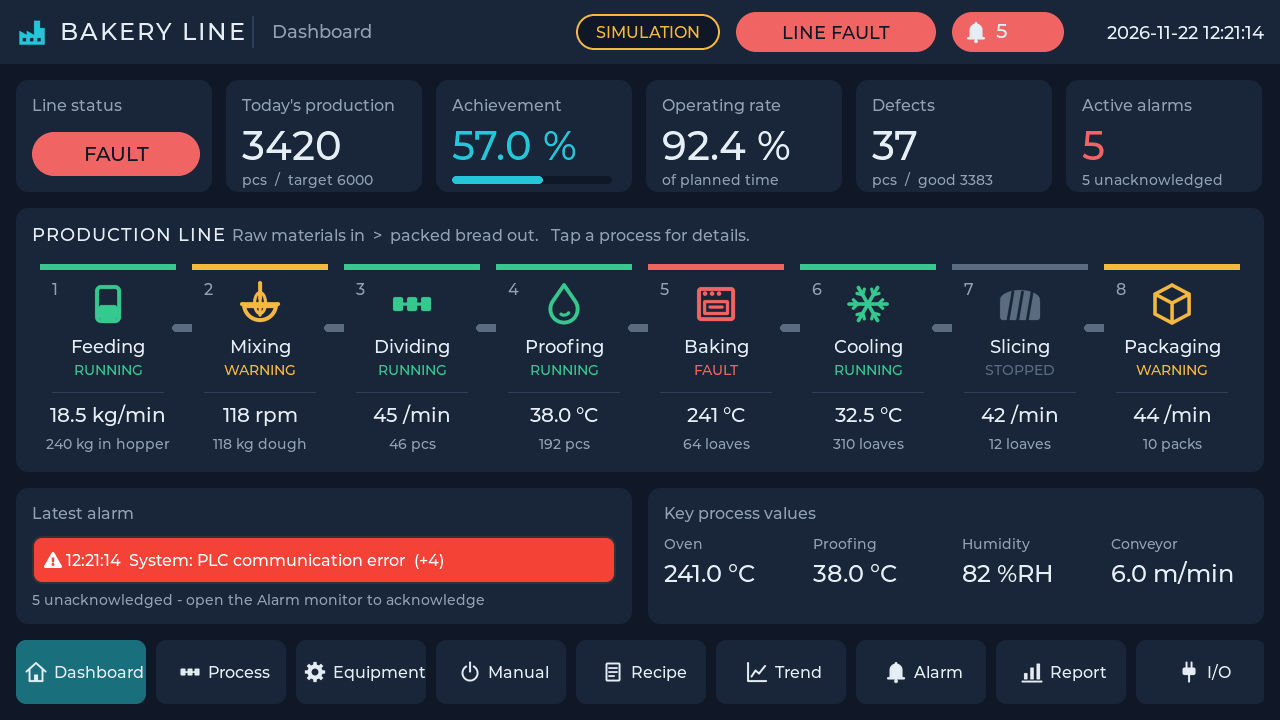 BAKERY LINE
Dashboard
SIMULATION
LINE FAULT
5
2026-11-22 12:21:14
Line status
FAULT
Today's production
3420
pcs / target 6000
Achievement
57.0 %
Operating rate
92.4 %
of planned time
Defects
37
pcs / good 3383
Active alarms
5
5 unacknowledged
PRODUCTION LINE
Raw materials in > packed bread out. Tap a process for details.
1
Feeding
RUNNING
18.5 kg/min
240 kg in hopper
2
Mixing
WARNING
118 rpm
118 kg dough
3
Dividing
RUNNING
45 /min
46 pcs
4
Proofing
RUNNING
38.0 °C
192 pcs
5
Baking
FAULT
241 °C
64 loaves
6
Cooling
RUNNING
32.5 °C
310 loaves
7
Slicing
STOPPED
42 /min
12 loaves
8
Packaging
WARNING
44 /min
10 packs
Latest alarm
12:21:14 System: PLC communication error (+4)
5 unacknowledged - open the Alarm monitor to acknowledge
Key process values
Oven
241.0 °C
Proofing
38.0 °C
Humidity
82 %RH
Conveyor
6.0 m/min
Dashboard
Process
Equipment
Manual
Recipe
Trend
Alarm
Report
I/O